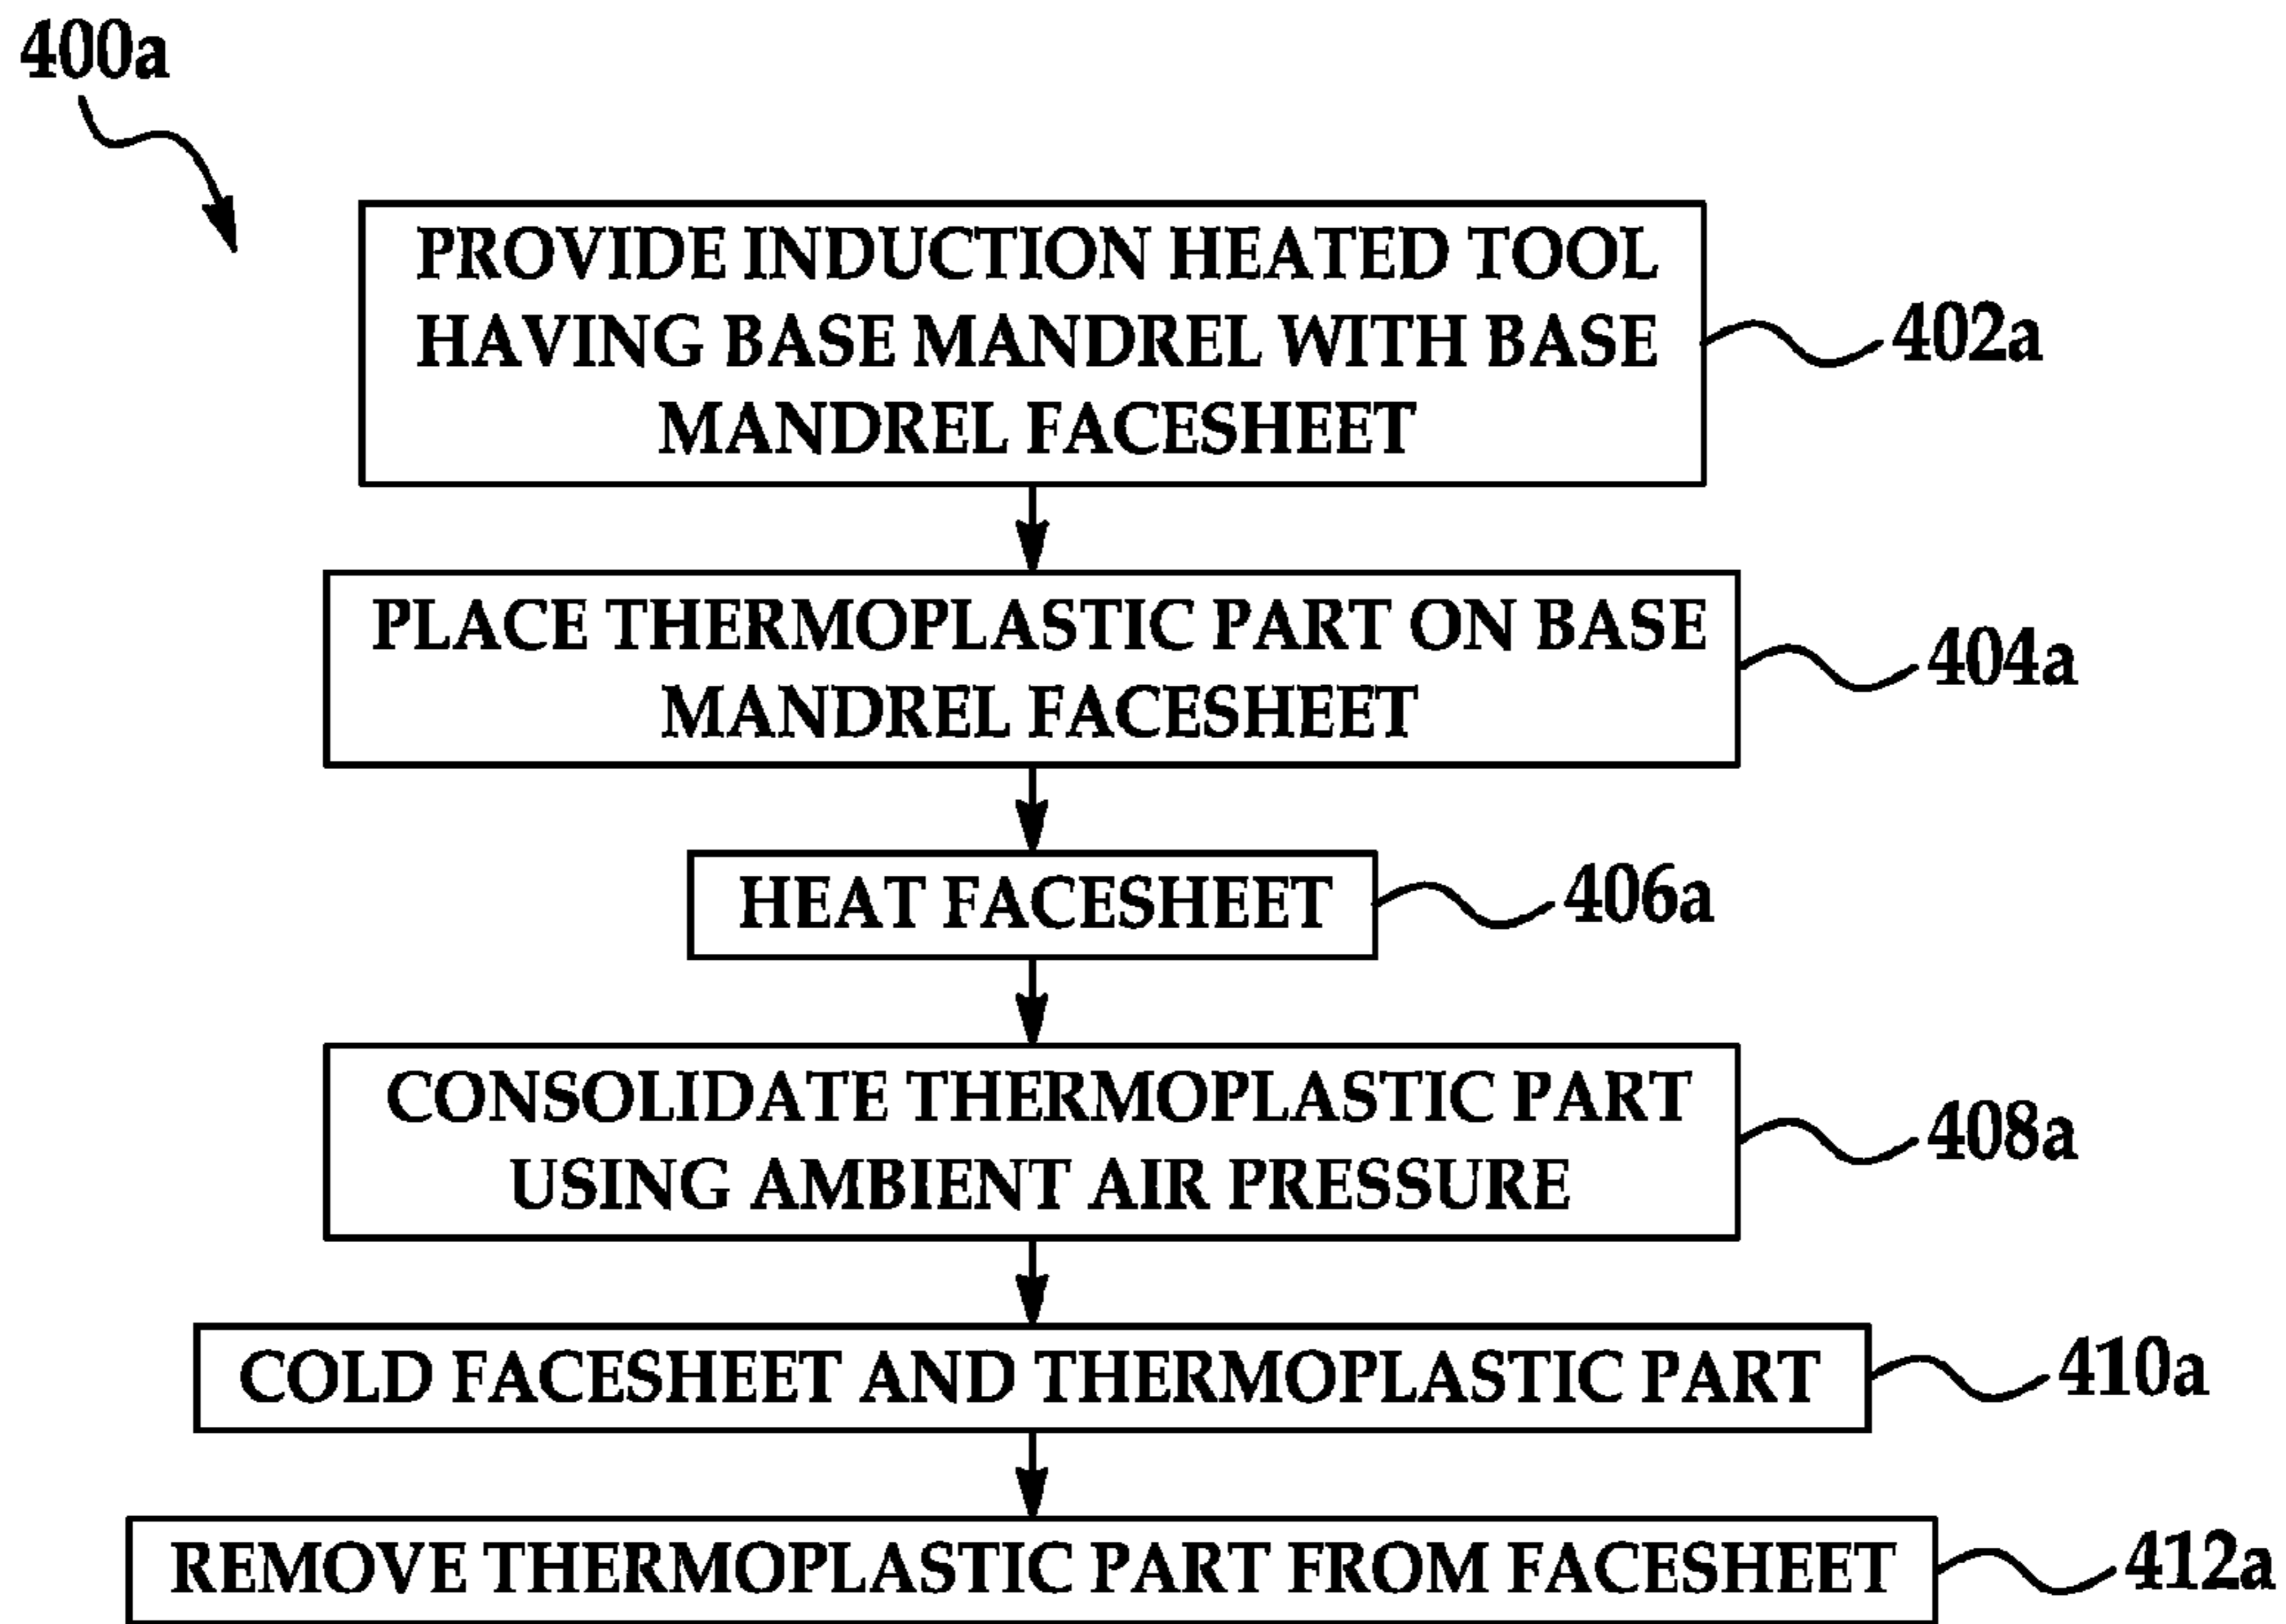 400a
PROVIDE INDUCTION HEATED TOOL
HAVING BASE MANDREL WITH BASE
MANDREL FACESHEET
402a
PLACE THERMOPLASTIC PART ON BASE
MANDREL FACESHEET
404a
HEAT FACESHEET
406a
CONSOLIDATE THERMOPLASTIC PART
USING AMBIENT AIR PRESSURE
408a
COLD FACESHEET AND THERMOPLASTIC PART
410a
REMOVE THERMOPLASTIC PART FROM FACESHEET
412a